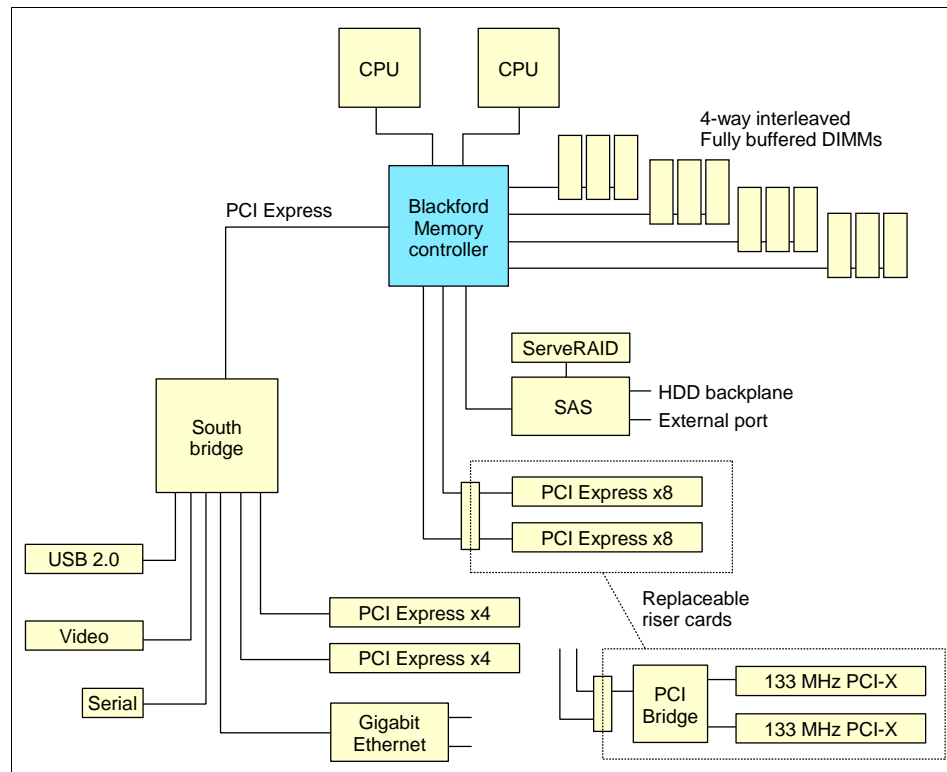 CPU
CPU
4-way interleaved
Fully buffered DIMMs
Blackford
Memory
controller
PCI Express
ServeRAID
SAS
HDD backplane
External port
South
bridge
PCI Express x8
PCI Express x8
USB 2.0
Replaceable
riser cards
PCI Express x4
Video
PCI Express x4
Serial
Gigabit
Ethernet
PCI
Bridge
133 MHz PCI-X
133 MHz PCI-X